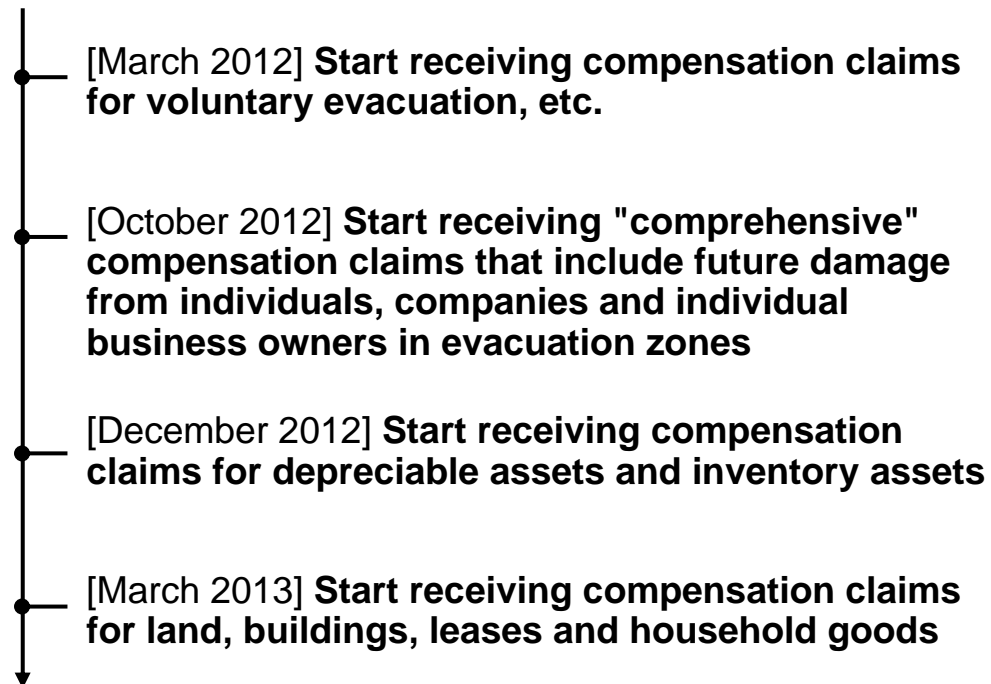 [March 2012] Start receiving compensation claims
for voluntary evacuation, etc.
[October 2012] Start receiving "comprehensive"
compensation claims that include future damage
from individuals, companies and individual
business owners in evacuation zones
[December 2012] Start receiving compensation
claims for depreciable assets and inventory assets
[March 2013] Start receiving compensation claims
for land, buildings, leases and household goods